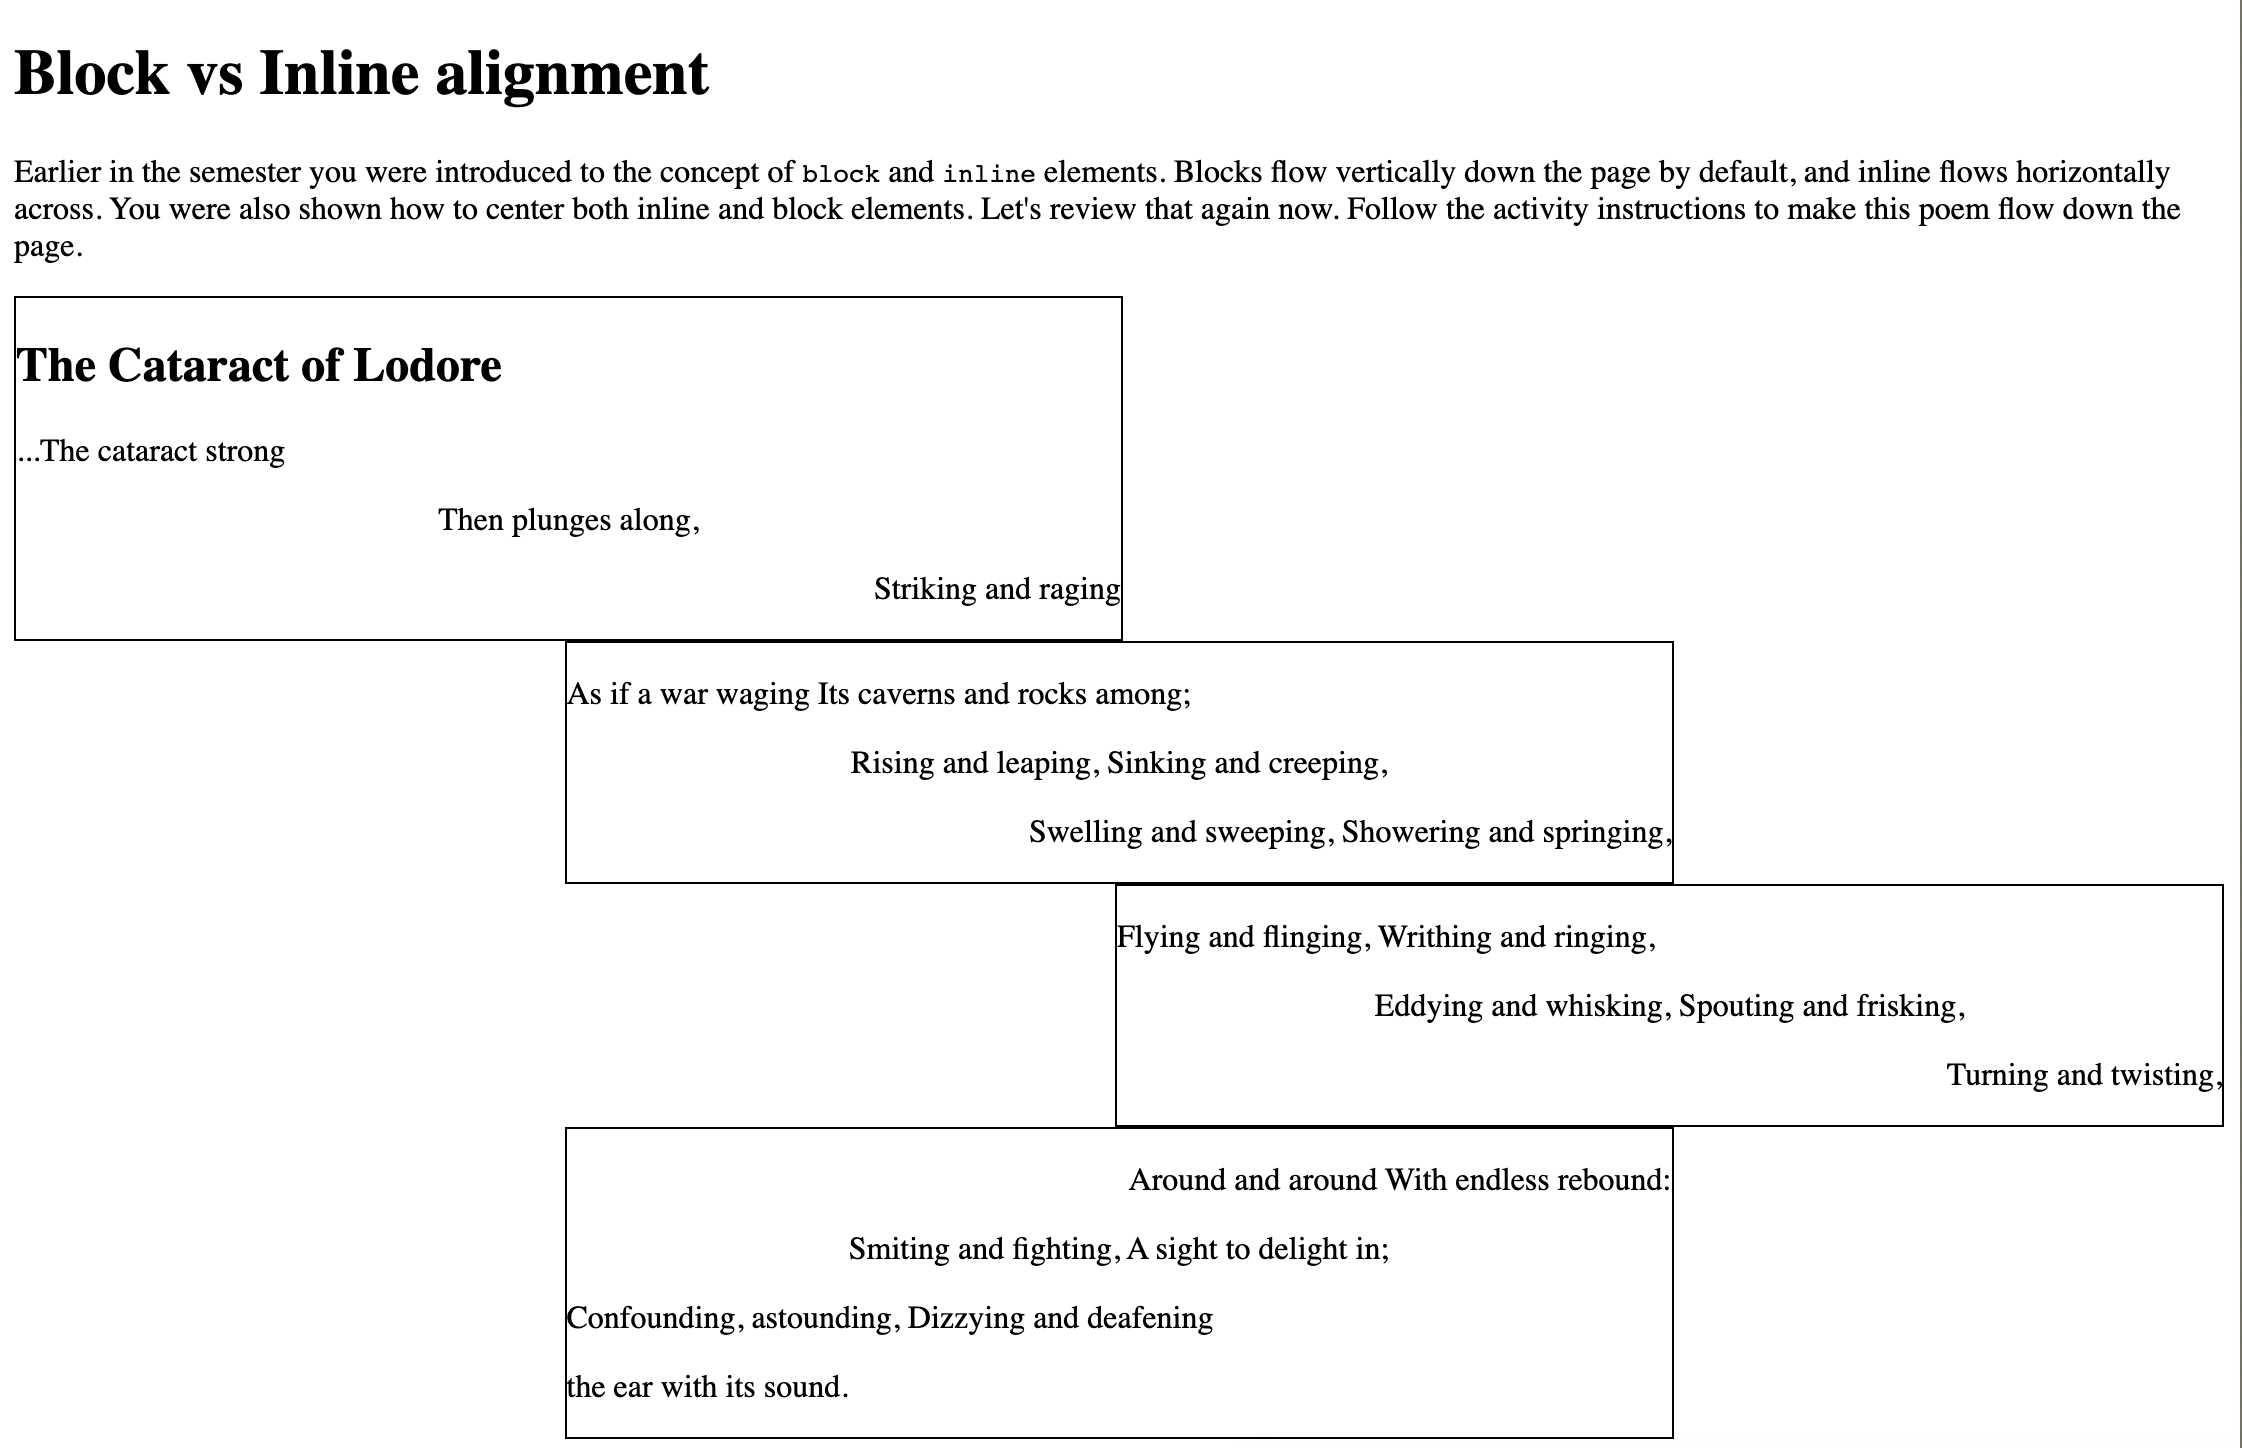 Block vs Inline alignment
Earlier in the semester you were introduced to the concept of block and inline elements. Blocks flow vertically down the page by default, and inline flows horizontally
across. You were also shown how to center both inline and block elements. Let's review that again now. Follow the activity instructions to make this poem flow down the
page.
The Cataract of Lodore
...The cataract strong
Then plunges along,
Striking and raging
As if a war waging Its caverns and rocks among;
Rising and leaping, Sinking and creeping,
Swelling and sweeping, Showering and springing,
Flying and flinging, Writhing and ringing,
Eddying and whisking, Spouting and frisking,
Turning and twisting,
Around and around With endless rebound:
Smiting and fighting, A sight to delight in;
Confounding, astounding, Dizzying and deafening
the ear with its sound.